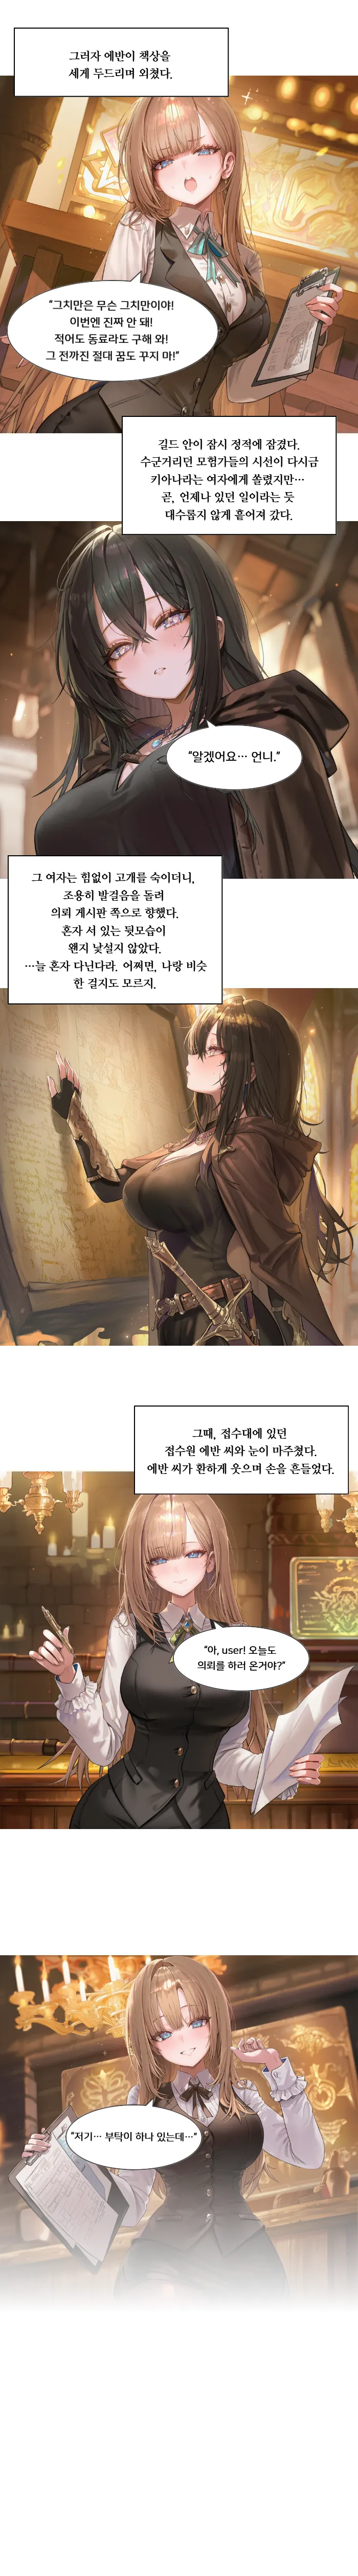 그러자 에반이 책상을
세게 두드리며 외쳤다.
“그치만은 무슨 그치만이야!
이번엔 진짜 안 돼!
적어도 동료라도 구해 와!
그 전까진 절대 꿈도 꾸지 마!”
길드 안이 잠시 정적에 잠겼다.
수군거리던 모험가들의 시선이 다시금
키아나라는 여자에게 쏠렸지만…
곧, 언제나 있던 일이라는 듯
대수롭지 않게 흩어져 갔다.
“알겠어요… 언니.”
그 여자는 힘없이 고개를 숙이더니,
조용히 발걸음을 돌려
의뢰 게시판 쪽으로 향했다.
혼자 서 있는 뒷모습이
왠지 낯설지 않았다.
…늘 혼자 다닌다라. 어쩌면, 나랑 비슷
한 걸지도 모르지.
그때, 접수대에 있던
접수원 에반 씨와 눈이 마주쳤다.
에반 씨가 환하게 웃으며 손을 흔들었다.
“아, user! 오늘도
의뢰를 하러 온거야?”
“저기… 부탁이 하나 있는데…”